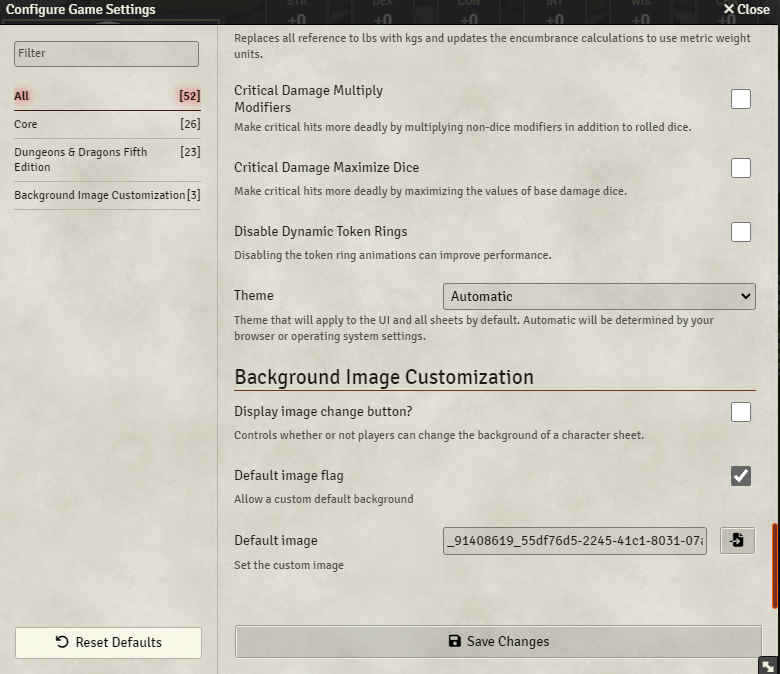 Configure Game Settings
STR
DEX
CON
INT
WIS
+0
+0
+0
+0
+0
+0
Close
Filter
All [52]
Core [26]
Dungeons & Dragons Fifth [23]
Edition
Background Image Customization [3]
Replaces all reference to lbs with kgs and updates the encumbrance calculations to use metric weight
units.
Critical Damage Multiply
Modifiers
Make critical hits more deadly by multiplying non-dice modifiers in addition to rolled dice.
Critical Damage Maximize Dice
Make critical hits more deadly by maximizing the values of base damage dice.
Disable Dynamic Token Rings
Disabling the token ring animations can improve performance.
Theme
Automatic
Theme that will apply to the UI and all sheets by default. Automatic will be determined by your
browser or operating system settings.
Background Image Customization
Display image change button?
Controls whether or not players can change the background of a character sheet.
Default image flag
Allow a custom default background
Default image
_91408619_55df76d5-2245-41c1-8031-07a
Set the custom image
Reset Defaults
Save Changes